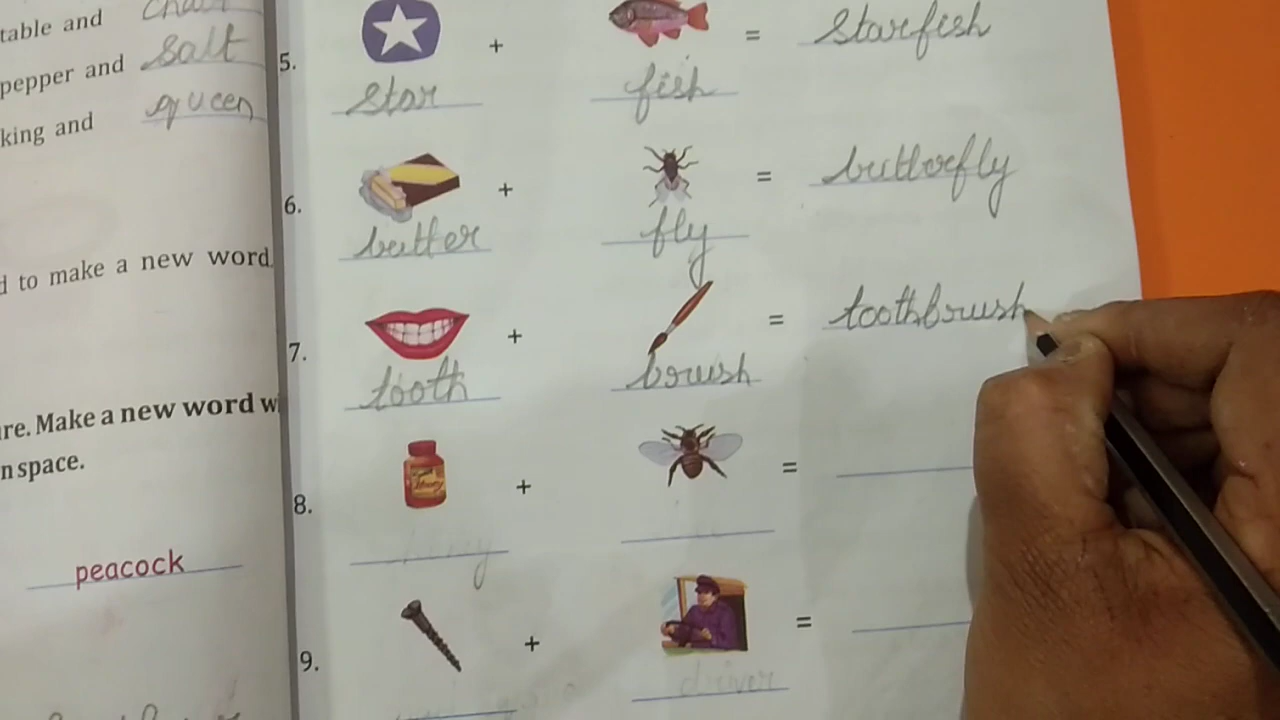 table and chair
pepper and salt
king and queen
d to make a new word.
re. Make a new word w
n space.
peacock
5. + = starfish
star fish
6. + = butterfly
butter fly
7. + = toothbrush
tooth brush
8. + =
honey
9. + =
driver